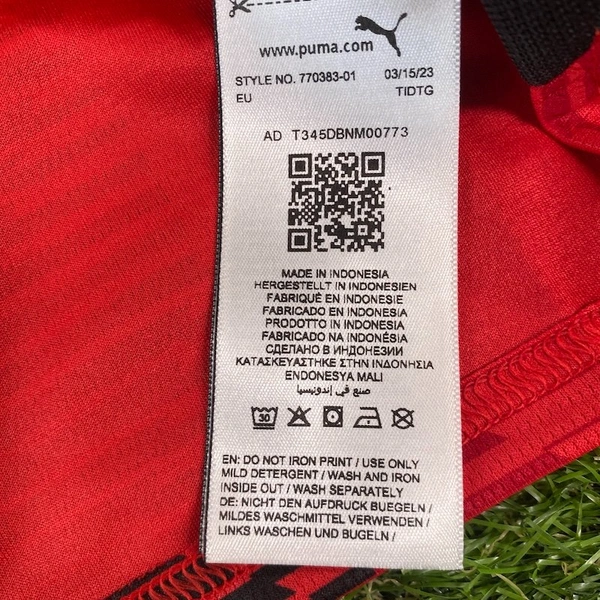 www.puma.com
STYLE NO. 770383-01 03/15/23
EU TIDTG
AD T345DBNM00773
MADE IN INDONESIA
HERGESTELLT IN INDONESIEN
FABRIQUÉ EN INDONESIE
FABRICADO EN INDONESIA
PRODOTTO IN INDONESIA
FABRICADO NA INDONÉSIA
СДЕЛАНО В ИНДОНЕЗИИ
ΚΑΤΑΣΚΕΥΑΣΤΗΚΕ ΣΤΗΝ ΙΝΔΟΝΗΣΙΑ
ENDONESYA MALI
صنع في إندونيسيا
30
EN: DO NOT IRON PRINT / USE ONLY
MILD DETERGENT / WASH AND IRON
INSIDE OUT / WASH SEPARATELY
DE: NICHT DEN AUFDRUCK BUEGELN /
MILDES WASCHMITTEL VERWENDEN /
LINKS WASCHEN UND BUGELN /